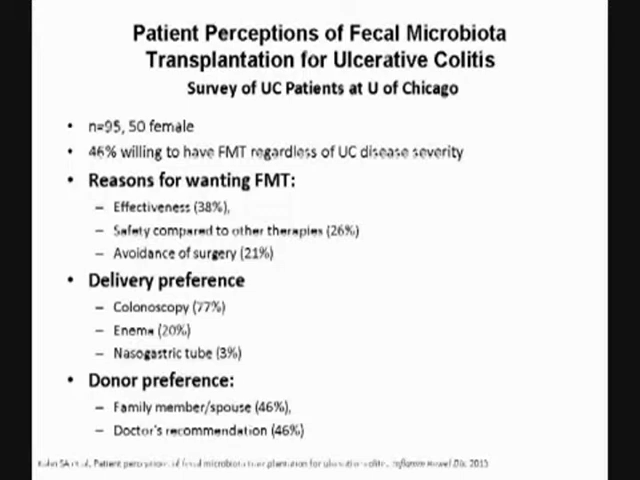 Patient Perceptions of Fecal Microbiota
Transplantation for Ulcerative Colitis
Survey of UC Patients at U of Chicago
• n=95, 50 female
• 46% willing to have FMT regardless of UC disease severity
• Reasons for wanting FMT:
– Effectiveness (38%),
– Safety compared to other therapies (26%)
– Avoidance of surgery (21%)
• Delivery preference
– Colonoscopy (77%)
– Enema (20%)
– Nasogastric tube (3%)
• Donor preference:
– Family member/spouse (46%),
– Doctor's recommendation (46%)
Patient perceptions of fecal microbiota transplantation for ulcerative colitis, Inflamm Bowel Dis, 2013